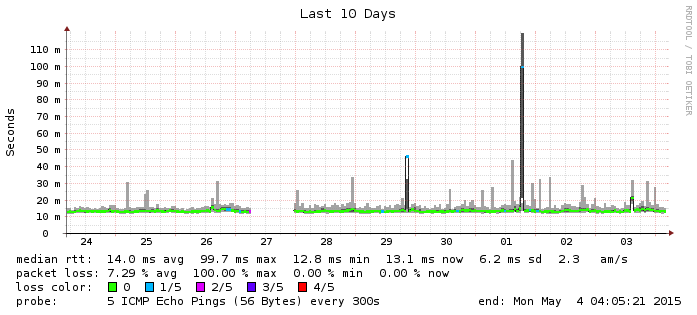 Last 10 Days
RRDTOOL / TOBI OETIKER
Seconds
110 m
100 m
90 m
80 m
70 m
60 m
50 m
40 m
30 m
20 m
10 m
0
24 25 26 27 28 29 30 01 02 03
median rtt: 14.0 ms avg 99.7 ms max 12.8 ms min 13.1 ms now 6.2 ms sd 2.3 am/s
packet loss: 7.29 % avg 100.00 % max 0.00 % min 0.00 % now
loss color: 0 1/5 2/5 3/5 4/5
probe: 5 ICMP Echo Pings (56 Bytes) every 300s end: Mon May 4 04:05:21 2015